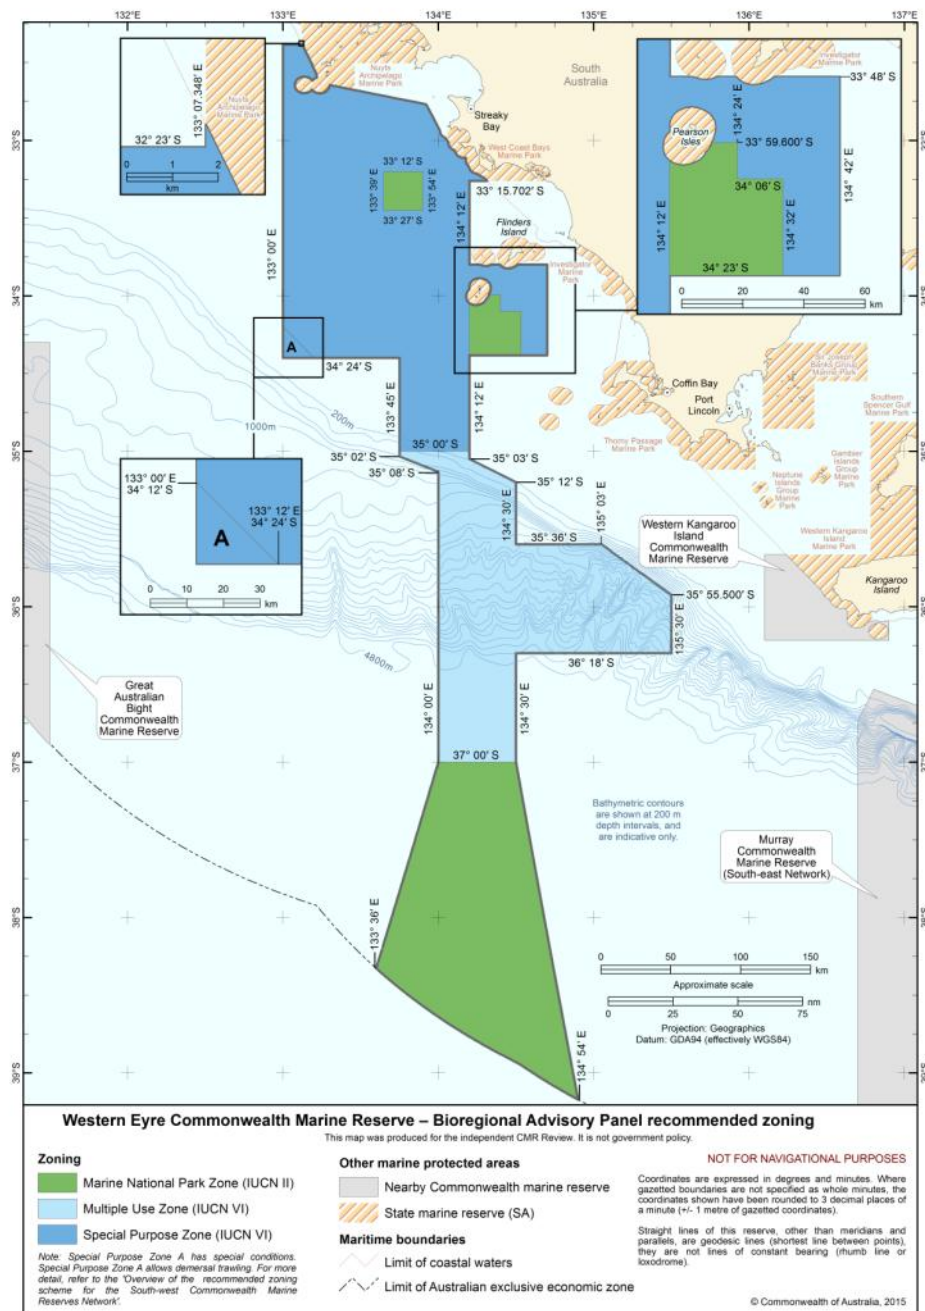 132°E
133°E
134°E
135°E
136°E
137°E
Nuyts
Archipelago
Marine Park
133° 07.348' E
32° 23' S
0 1 2
km
Nuyts
Archipelago
Marine Park
South
Australia
Streaky
Bay
West Coast Bays
Marine Park
33° 15.702' S
Flinders
Island
Investigator
Marine Park
33° 12' S
133° 39' E
133° 54' E
33° 27' S
134° 12' E
133° 00' E
Investigator
Marine Park
33° 48' S
134° 24' E
Pearson
Isles
33° 59.600' S
134° 42' E
34° 06' S
134° 12' E
134° 32' E
34° 23' S
0 20 40 60
km
33°S
33°S
34°S
34°S
A
34° 24' S
133° 45' E
134° 12' E
200m
1000m
35° 00' S
35° 02' S
35° 03' S
35° 08' S
35° 12' S
134° 30' E
135° 03' E
35° 36' S
35° 55.500' S
135° 30' E
36° 18' S
Coffin Bay
Port
Lincoln
Sir Joseph
Banks Group
Marine Park
Southern
Spencer Gulf
Marine Park
Thorny Passage
Marine Park
Neptune
Islands
Group
Marine
Park
Gambier
Islands
Group
Marine
Park
Western Kangaroo
Island
Commonwealth
Marine Reserve
Western Kangaroo
Island
Marine Park
Kangaroo
Island
35°S
35°S
133° 00' E
34° 12' S
133° 12' E
34° 24' S
A
0 10 20 30
km
36°S
36°S
4800m
Great
Australian
Bight
Commonwealth
Marine Reserve
134° 00' E
134° 30' E
37° 00' S
37°S
37°S
Bathymetric contours
are shown at 200 m
depth intervals, and
are indicative only.
Murray
Commonwealth
Marine Reserve
(South-east Network)
38°S
38°S
133° 36' E
0 50 100 150
km
Approximate scale
nm
0 25 50 75
Projection: Geographics
Datum: GDA94 (effectively WGS84)
134° 54' E
39°S
39°S
Western Eyre Commonwealth Marine Reserve – Bioregional Advisory Panel recommended zoning
This map was produced for the independent CMR Review. It is not government policy.
Zoning
Marine National Park Zone (IUCN II)
Multiple Use Zone (IUCN VI)
Special Purpose Zone (IUCN VI)
Note: Special Purpose Zone A has special conditions.
Special Purpose Zone A allows demersal trawling. For more
detail, refer to the 'Overview of the recommended zoning
scheme for the South-west Commonwealth Marine
Reserves Network'.
Other marine protected areas
Nearby Commonwealth marine reserve
State marine reserve (SA)
Maritime boundaries
Limit of coastal waters
Limit of Australian exclusive economic zone
NOT FOR NAVIGATIONAL PURPOSES
Coordinates are expressed in degrees and minutes. Where
gazetted boundaries are not specified as whole minutes, the
coordinates shown have been rounded to 3 decimal places of
a minute (+/- 1 metre of gazetted coordinates).
Straight lines of this reserve, other than meridians and
parallels, are geodesic lines (shortest line between points),
they are not lines of constant bearing (rhumb line or
loxodrome).
© Commonwealth of Australia, 2015